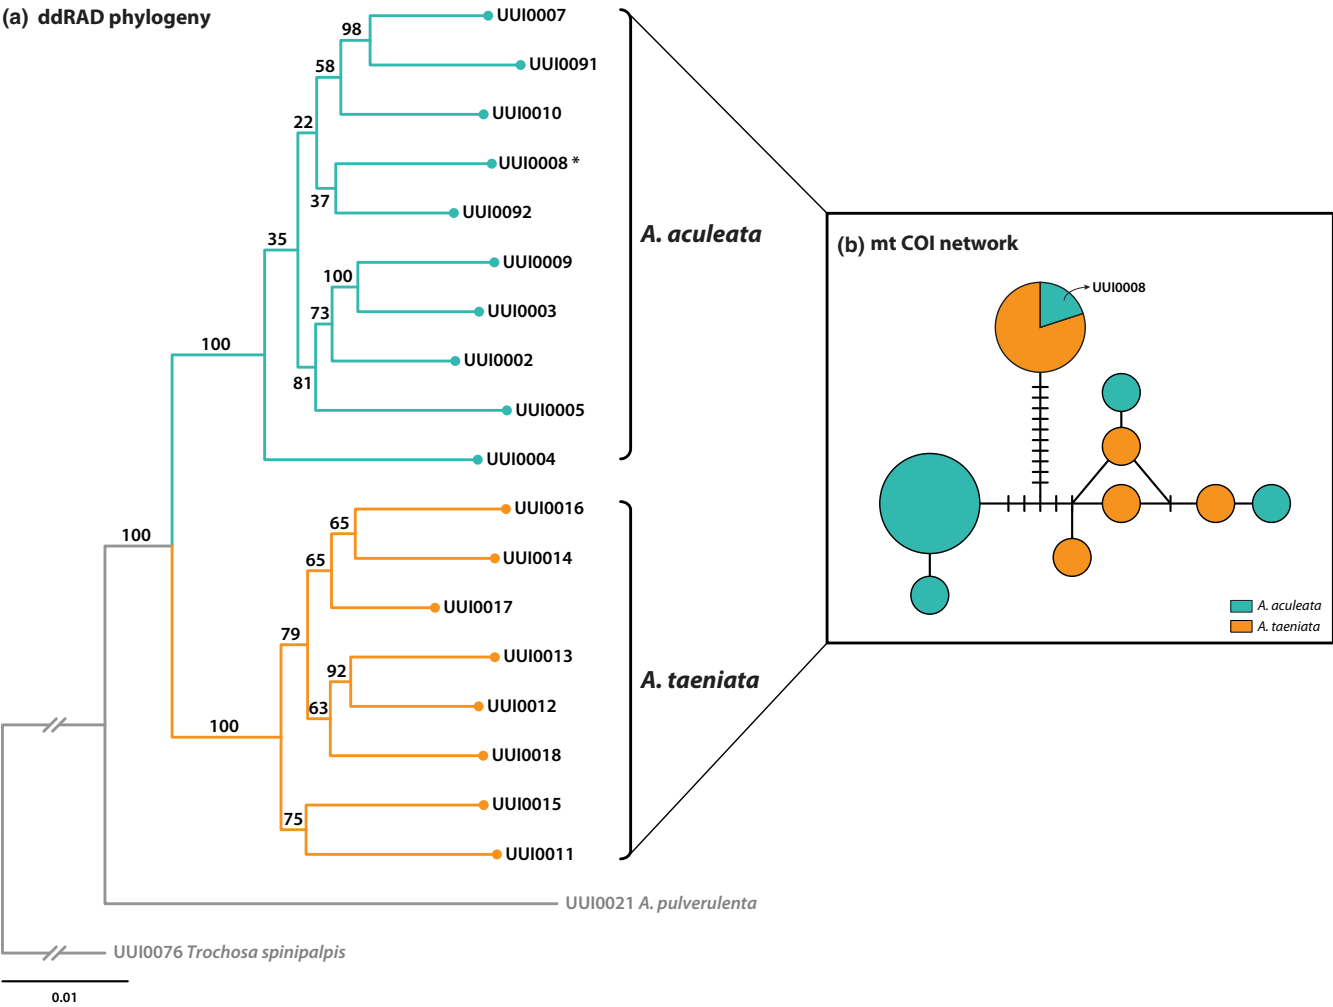 (a) ddRAD phylogeny
UUI0007
98
UUI0091
58
UUI0010
22
UUI0008 *
37
UUI0092
35
A. aculeata
UUI0009
100
UUI0003
73
UUI0002
100
81
UUI0005
UUI0004
UUI0016
65
UUI0014
100
65
UUI0017
79
UUI0013
92
A. taeniata
UUI0012
63
100
UUI0018
UUI0015
75
UUI0011
UUI0021 A. pulverulenta
UUI0076 Trochosa spinipalpis
0.01
(b) mt COI network
UUI0008
A. aculeata
A. taeniata